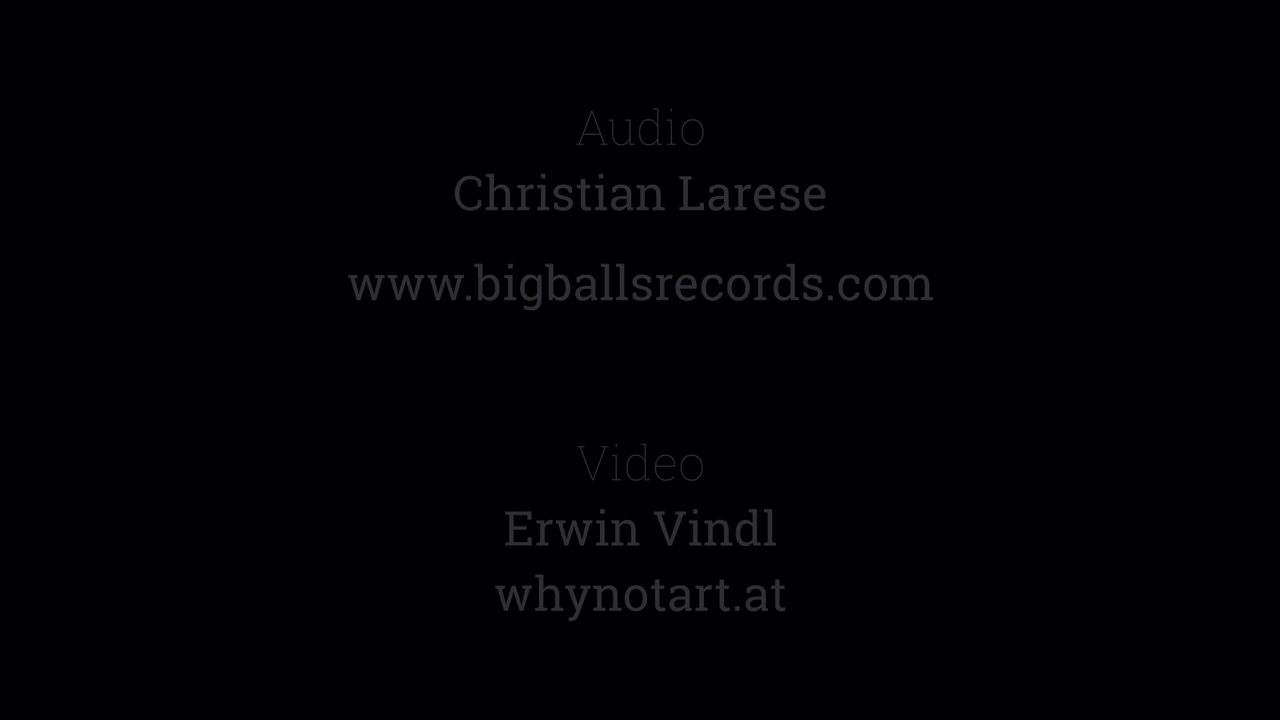 Audio
Christian Larese
www.bigballsrecords.com
Video
Erwin Vindl
whynotart.at